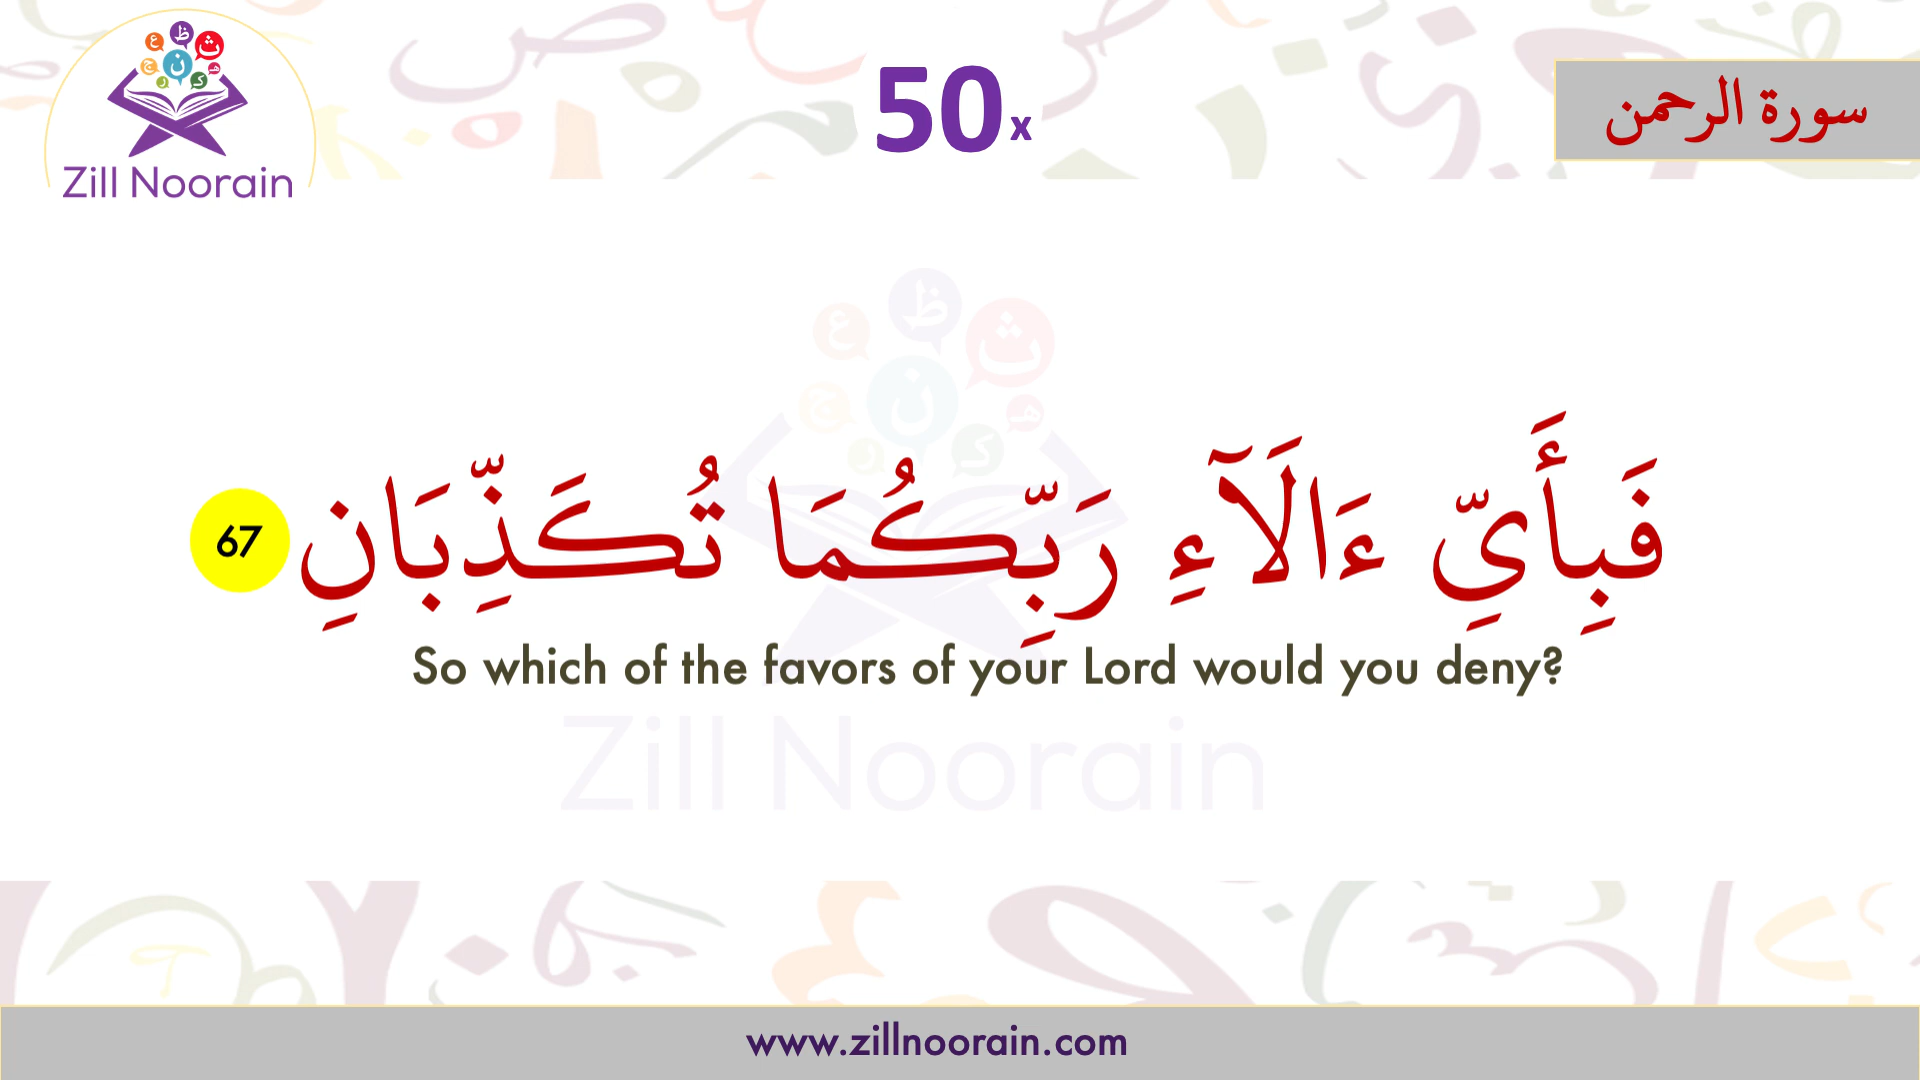 Zill Noorain
50x
سورة الرحمن
فَبِأَيِّ ءَالَآءِ رَبِّكُمَا تُكَذِّبَانِ 67
So which of the favors of your Lord would you deny?
Zill Noorain
www.zillnoorain.com